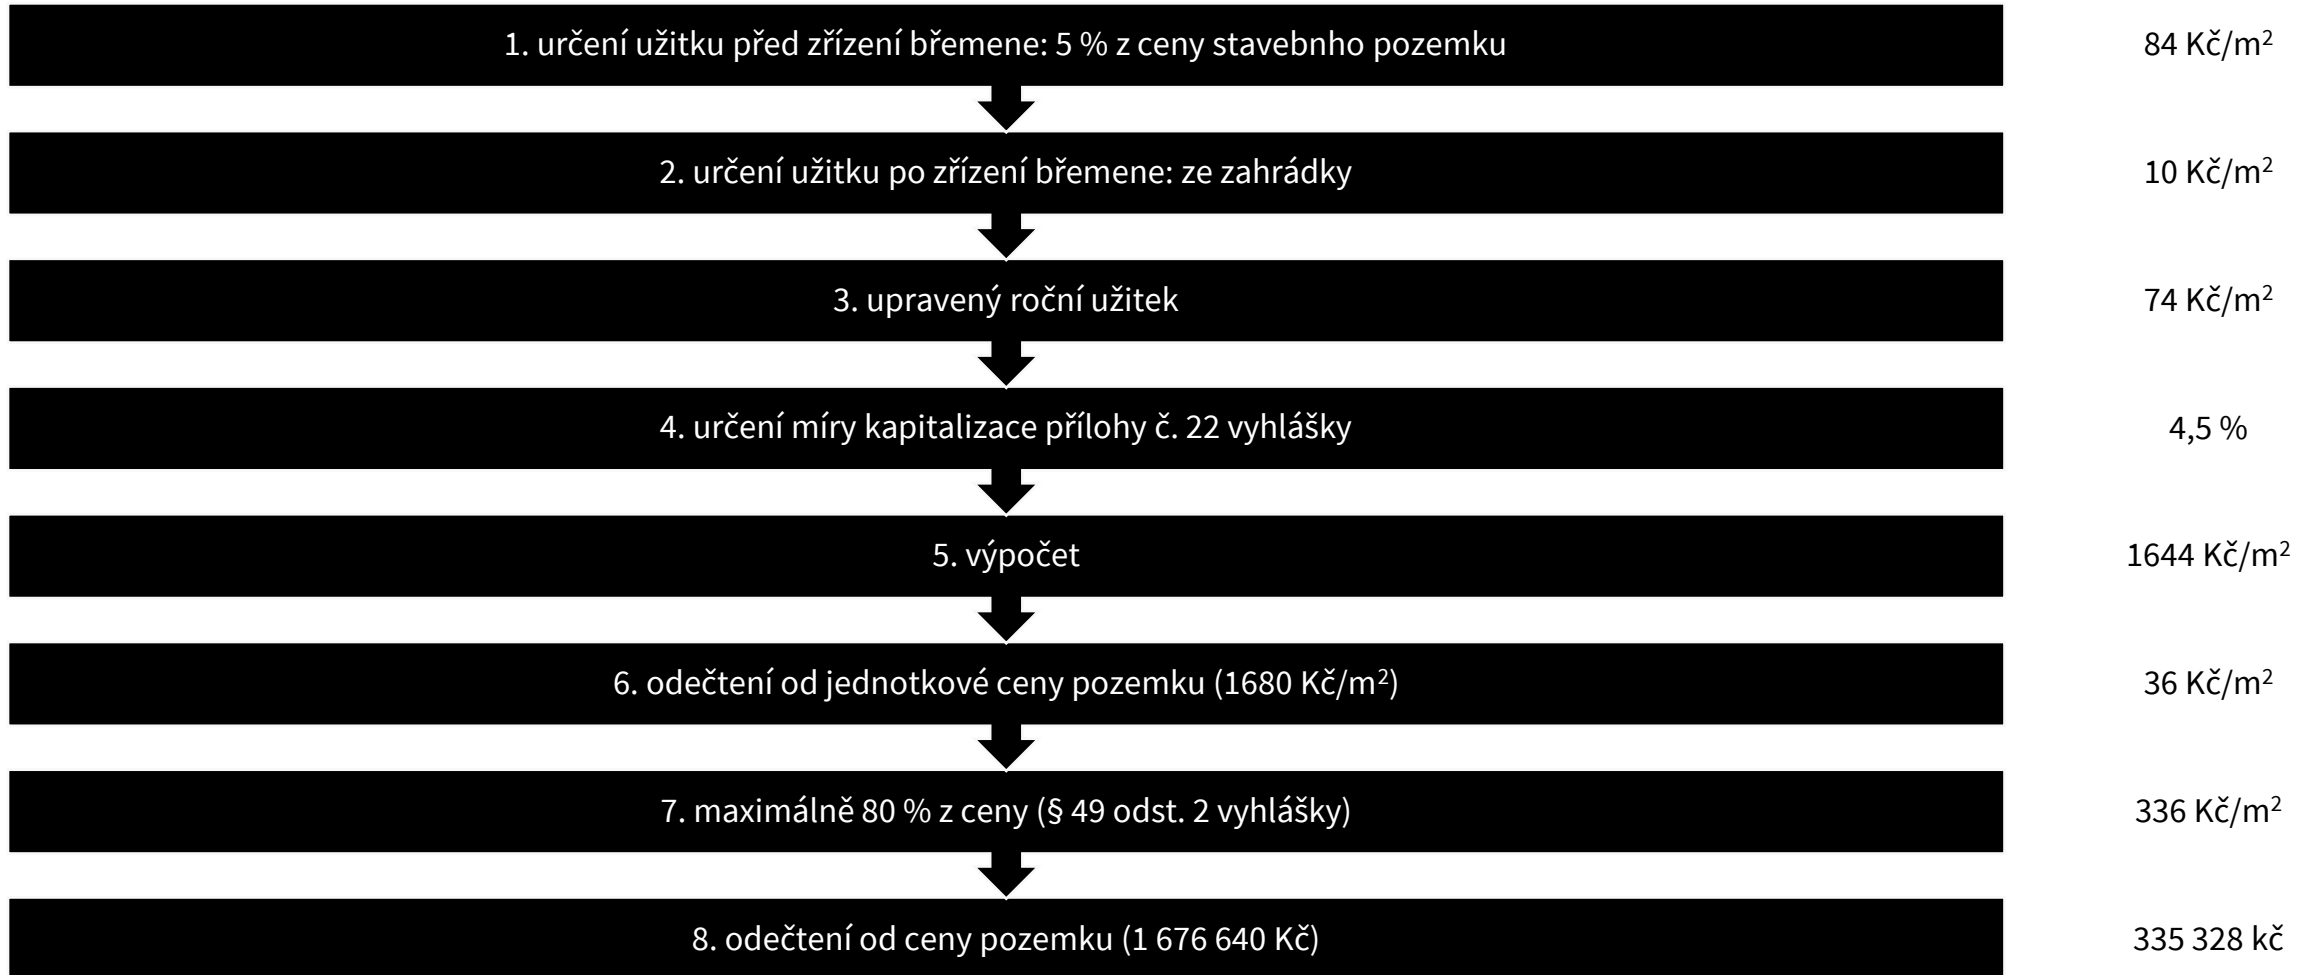 1. určení užitku před zřízení břemene: 5 % z ceny stavebnho pozemku
84 Kč/m²
2. určení užitku po zřízení břemene: ze zahrádky
10 Kč/m²
3. upravený roční užitek
74 Kč/m²
4. určení míry kapitalizace přílohy č. 22 vyhlášky
4,5 %
5. výpočet
1644 Kč/m²
6. odečtení od jednotkové ceny pozemku (1680 Kč/m²)
36 Kč/m²
7. maximálně 80 % z ceny (§ 49 odst. 2 vyhlášky)
336 Kč/m²
8. odečtení od ceny pozemku (1 676 640 Kč)
335 328 kč